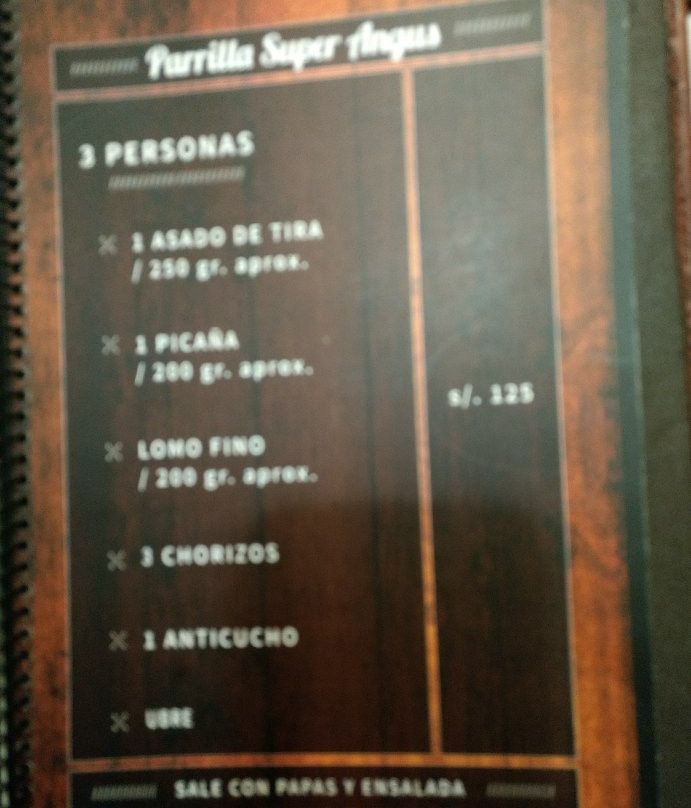 Parrilla Super Angus
3 PERSONAS
1 ASADO DE TIRA
/ 250 gr. aprox.
1 PICAÑA
/ 200 gr. aprox.
LOMO FINO
/ 200 gr. aprox.
s/. 125
3 CHORIZOS
1 ANTICUCHO
UBRE
SALE CON PAPAS Y ENSALADA